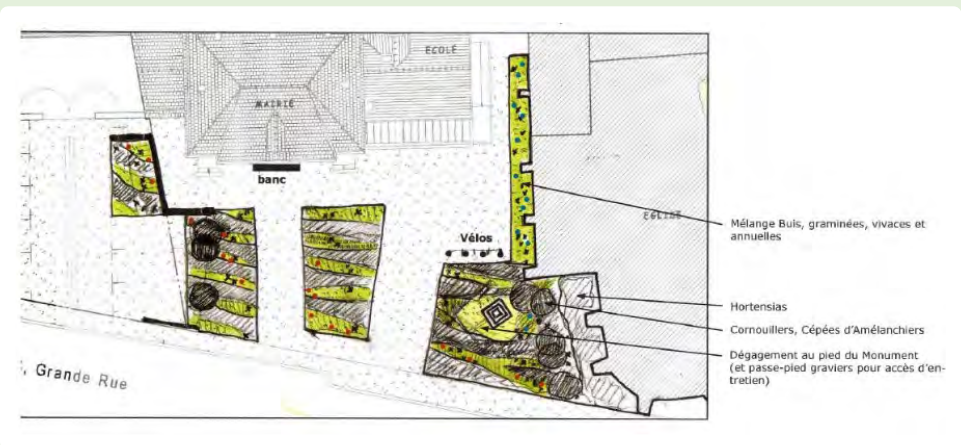 ECOLE
MAIRIE
banc
Vélos
EGLISE
Mélange Buis, graminées, vivaces et
annuelles
Hortensias
Cornouillers, Cépées d'Amélanchiers
Dégagement au pied du Monument
(et passe-pied graviers pour accès d'en-
tretien)
Grande Rue